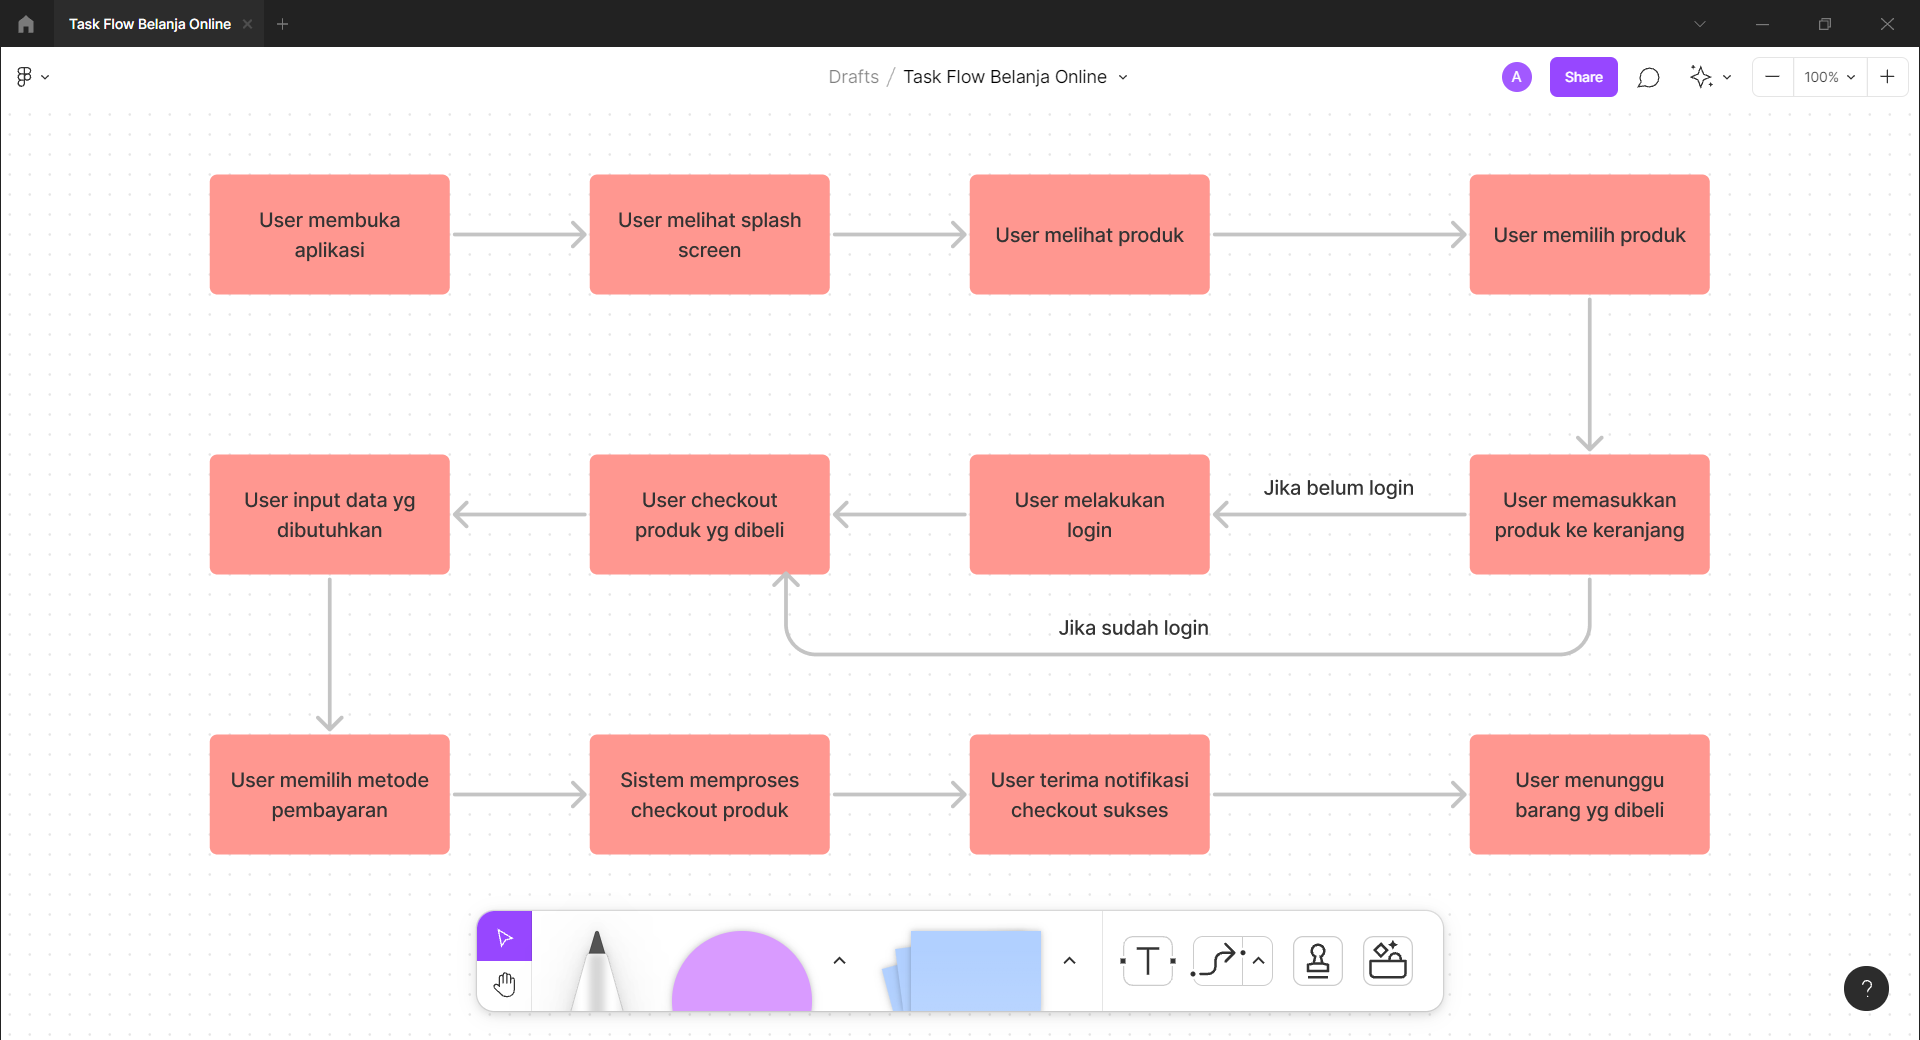 Task Flow Belanja Online
Drafts / Task Flow Belanja Online
A
Share
100%
User membuka
aplikasi
User melihat splash
screen
User melihat produk
User memilih produk
User input data yg
dibutuhkan
User checkout
produk yg dibeli
User melakukan
login
Jika belum login
User memasukkan
produk ke keranjang
Jika sudah login
User memilih metode
pembayaran
Sistem memproses
checkout produk
User terima notifikasi
checkout sukses
User menunggu
barang yg dibeli
T
?